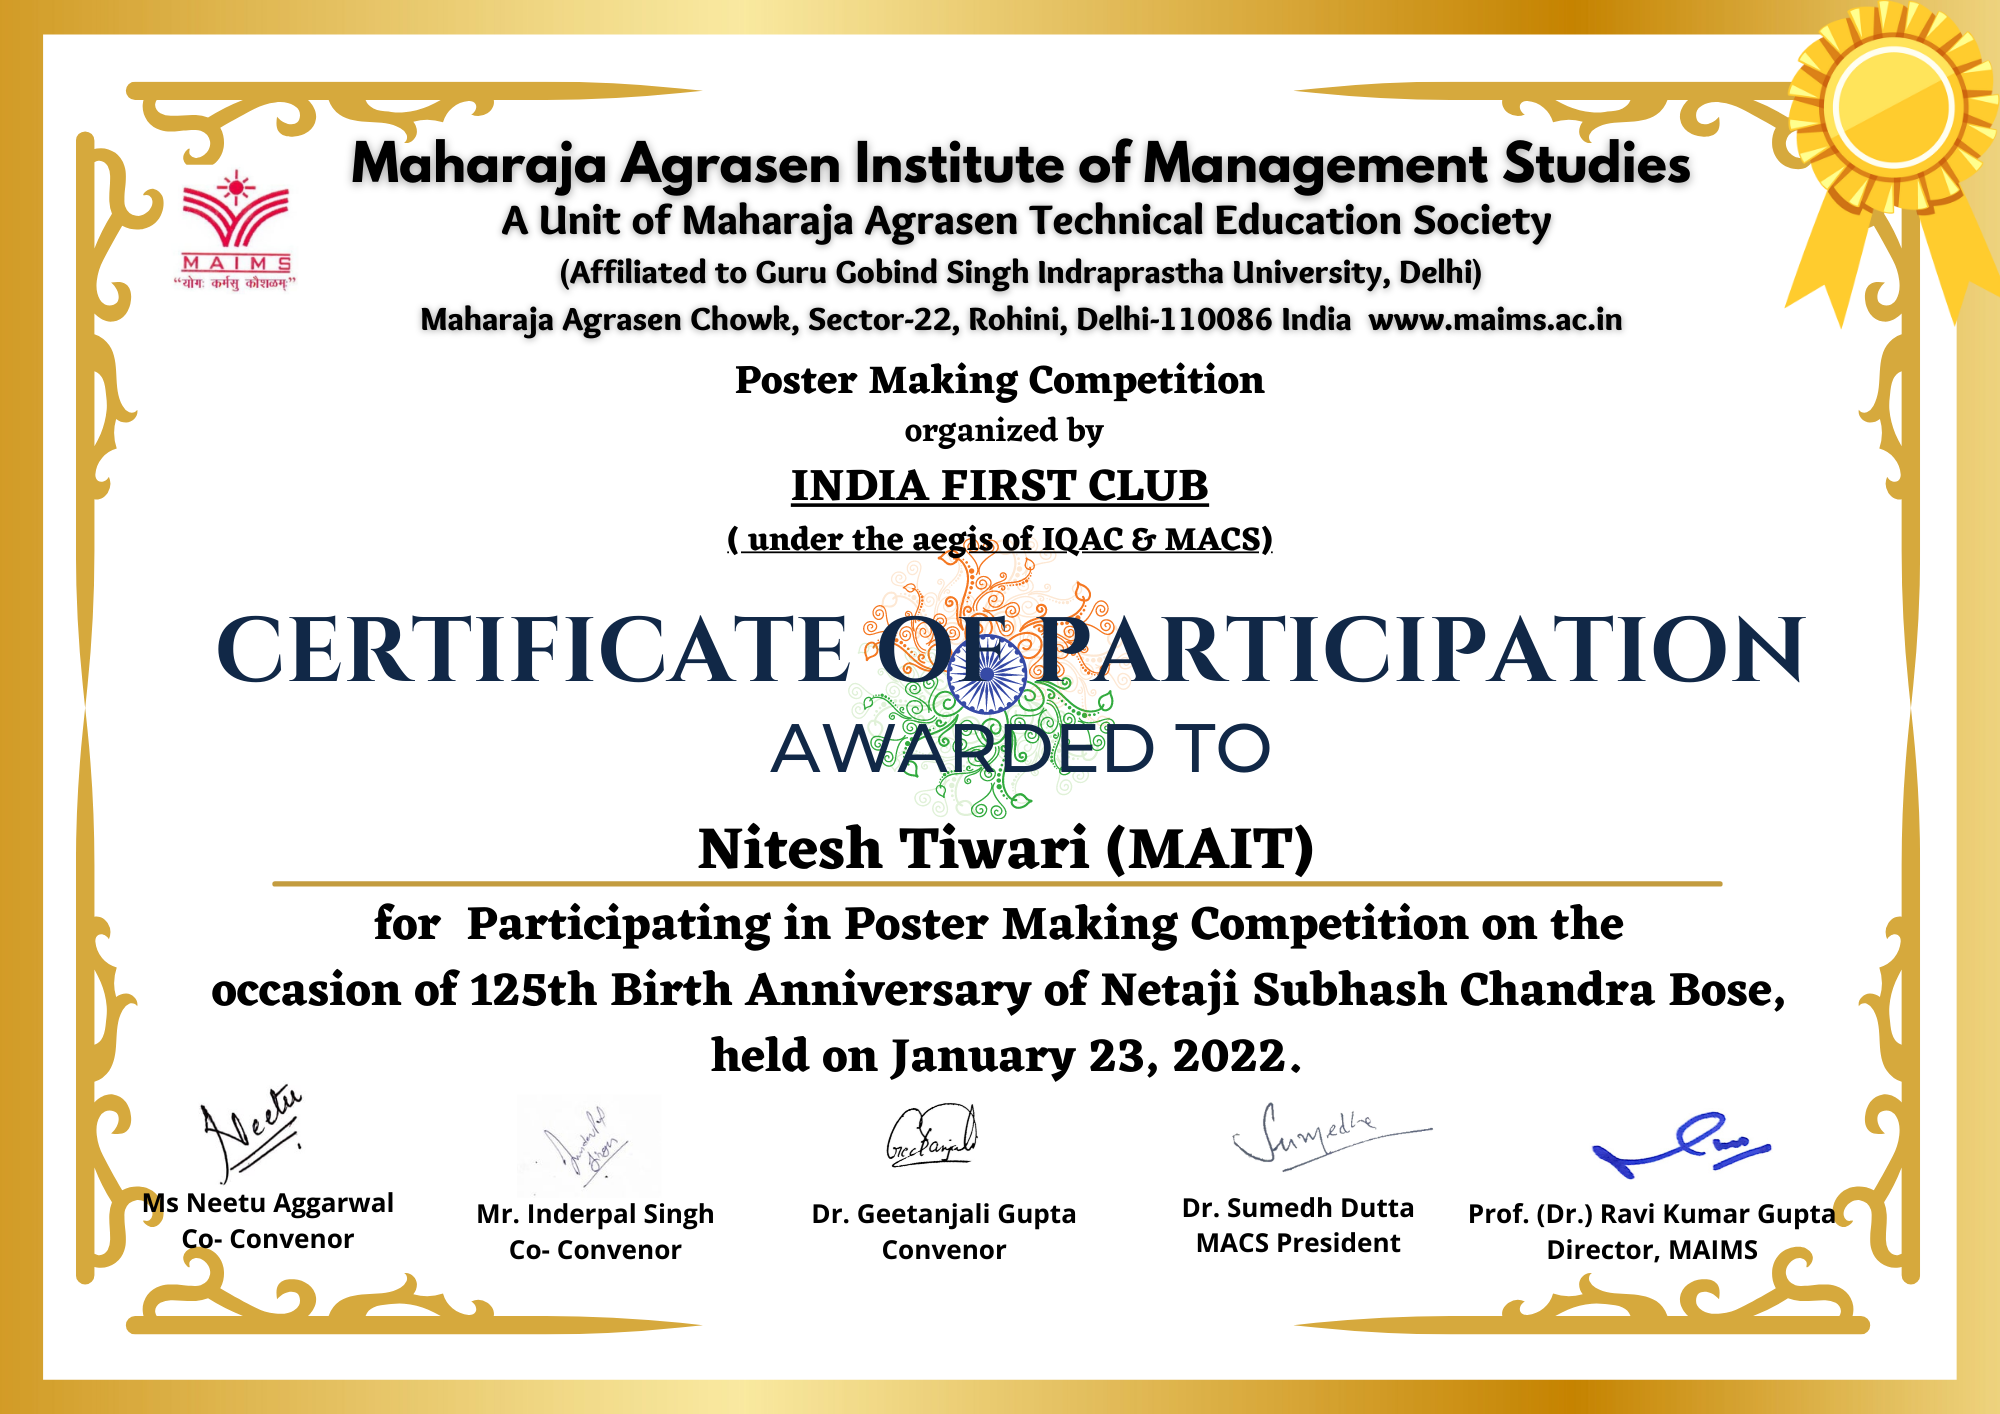 Maharaja Agrasen Institute of Management Studies
A Unit of Maharaja Agrasen Technical Education Society
(Affiliated to Guru Gobind Singh Indraprastha University, Delhi)
Maharaja Agrasen Chowk, Sector-22, Rohini, Delhi-110086 India www.maims.ac.in
MAIMS
“योगः कर्मसु कौशलम्”
Poster Making Competition
organized by
INDIA FIRST CLUB
( under the aegis of IQAC & MACS)
CERTIFICATE OF PARTICIPATION
AWARDED TO
Nitesh Tiwari (MAIT)
for Participating in Poster Making Competition on the
occasion of 125th Birth Anniversary of Netaji Subhash Chandra Bose,
held on January 23, 2022.
Neetu
Geetanjali
Sumedha
Ms Neetu Aggarwal
Co- Convenor
Mr. Inderpal Singh
Co- Convenor
Dr. Geetanjali Gupta
Convenor
Dr. Sumedh Dutta
MACS President
Prof. (Dr.) Ravi Kumar Gupta
Director, MAIMS